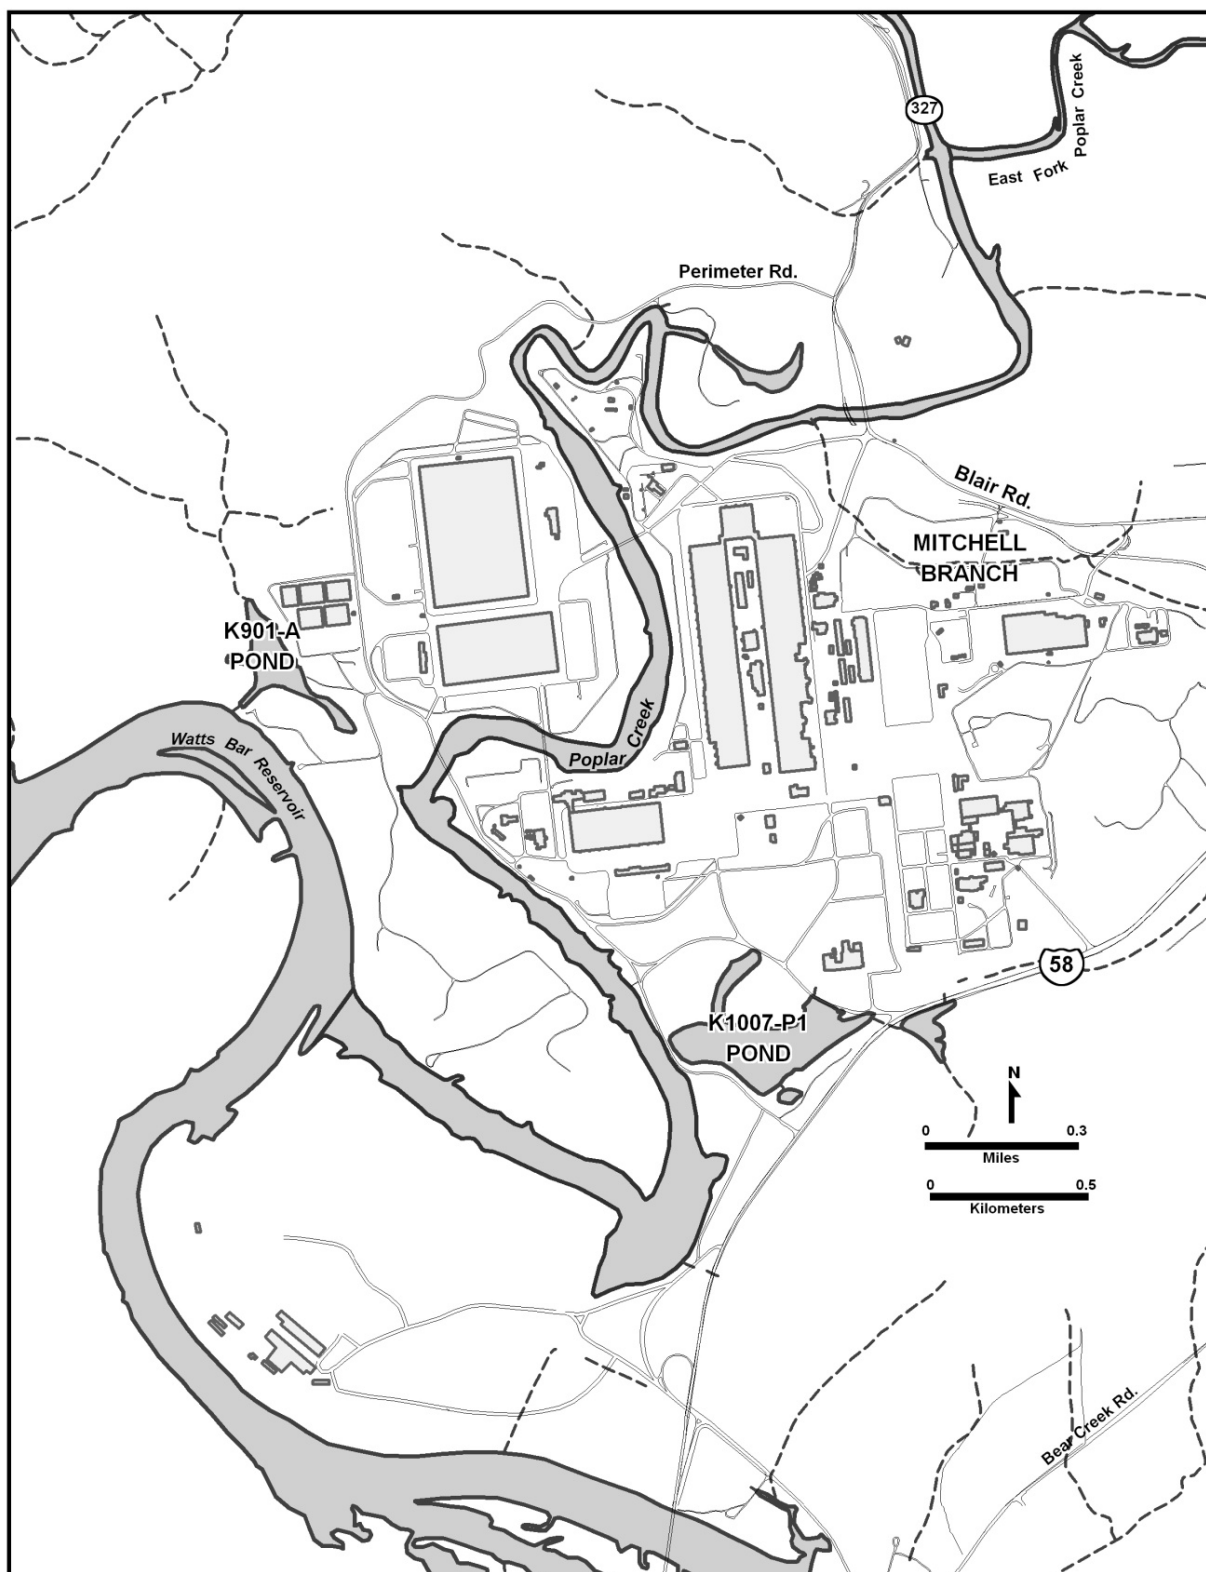 327
East Fork Poplar Creek
Perimeter Rd.
Blair Rd.
MITCHELL
BRANCH
K901-A
POND
Watts Bar Reservoir
Poplar Creek
58
K1007-P1
POND
N
0 0.3
Miles
0 0.5
Kilometers
Bear Creek Rd.